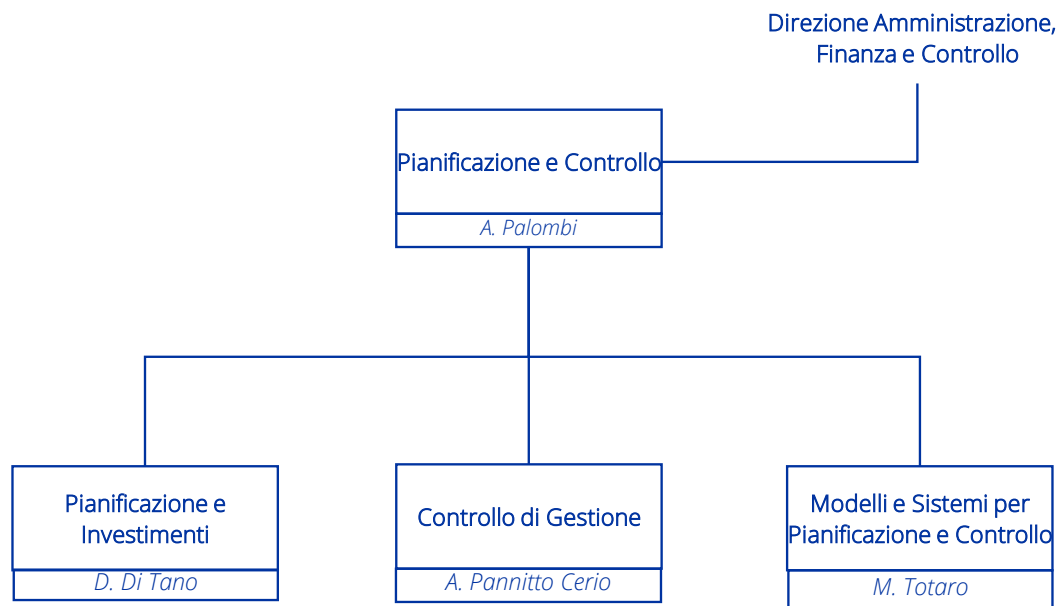 Direzione Amministrazione,
Finanza e Controllo
Pianificazione e Controllo
A. Palombi
Pianificazione e
Investimenti
D. Di Tano
Controllo di Gestione
A. Pannitto Cerio
Modelli e Sistemi per
Pianificazione e Controllo
M. Totaro